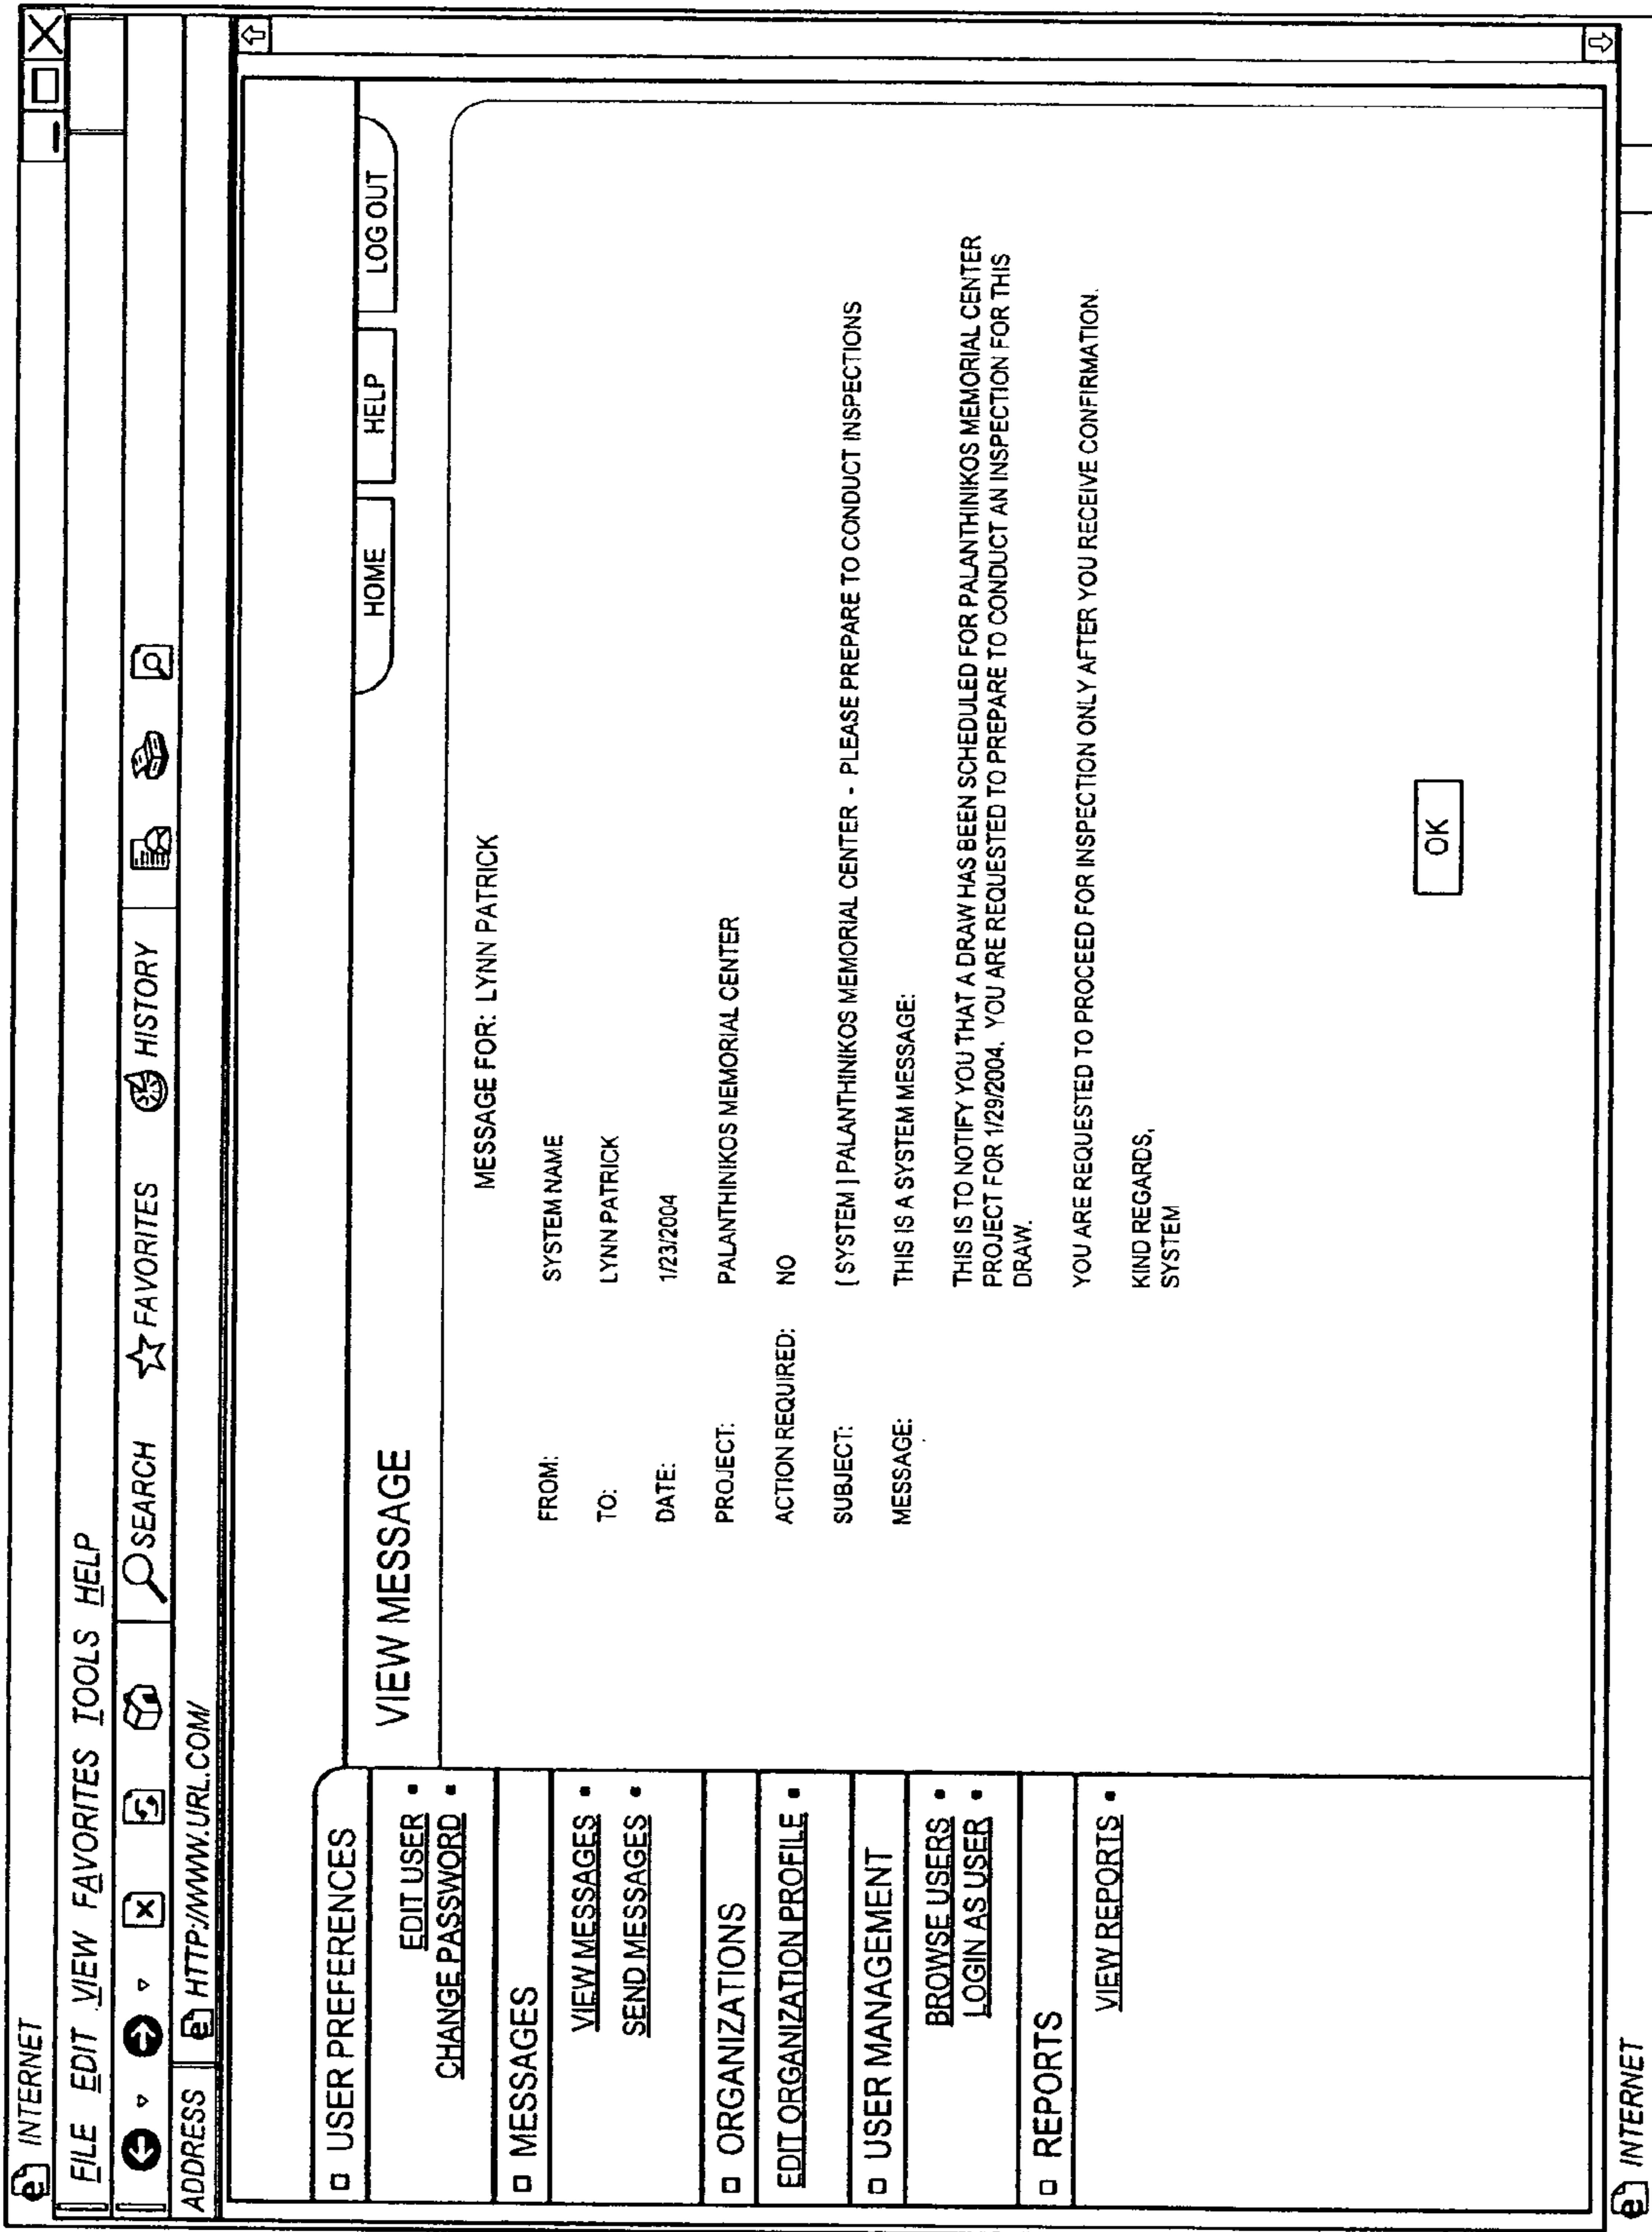 INTERNET
FILE EDIT VIEW FAVORITES TOOLS HELP
SEARCH FAVORITES HISTORY
ADDRESS HTTP://WWW.URL.COM/
HOME HELP LOG OUT
USER PREFERENCES
EDIT USER
CHANGE PASSWORD
MESSAGES
VIEW MESSAGES
SEND MESSAGES
ORGANIZATIONS
EDIT ORGANIZATION PROFILE
USER MANAGEMENT
BROWSE USERS
LOGIN AS USER
REPORTS
VIEW REPORTS
VIEW MESSAGE
MESSAGE FOR: LYNN PATRICK
FROM: SYSTEM NAME
TO: LYNN PATRICK
DATE: 1/23/2004
PROJECT: PALANTHINIKOS MEMORIAL CENTER
ACTION REQUIRED: NO
SUBJECT: [SYSTEM] PALANTHINIKOS MEMORIAL CENTER - PLEASE PREPARE TO CONDUCT INSPECTIONS
MESSAGE: THIS IS A SYSTEM MESSAGE:
THIS IS TO NOTIFY YOU THAT A DRAW HAS BEEN SCHEDULED FOR PALANTHINIKOS MEMORIAL CENTER
PROJECT FOR 1/29/2004. YOU ARE REQUESTED TO PREPARE TO CONDUCT AN INSPECTION FOR THIS
DRAW.
YOU ARE REQUESTED TO PROCEED FOR INSPECTION ONLY AFTER YOU RECEIVE CONFIRMATION.
KIND REGARDS,
SYSTEM
OK
INTERNET